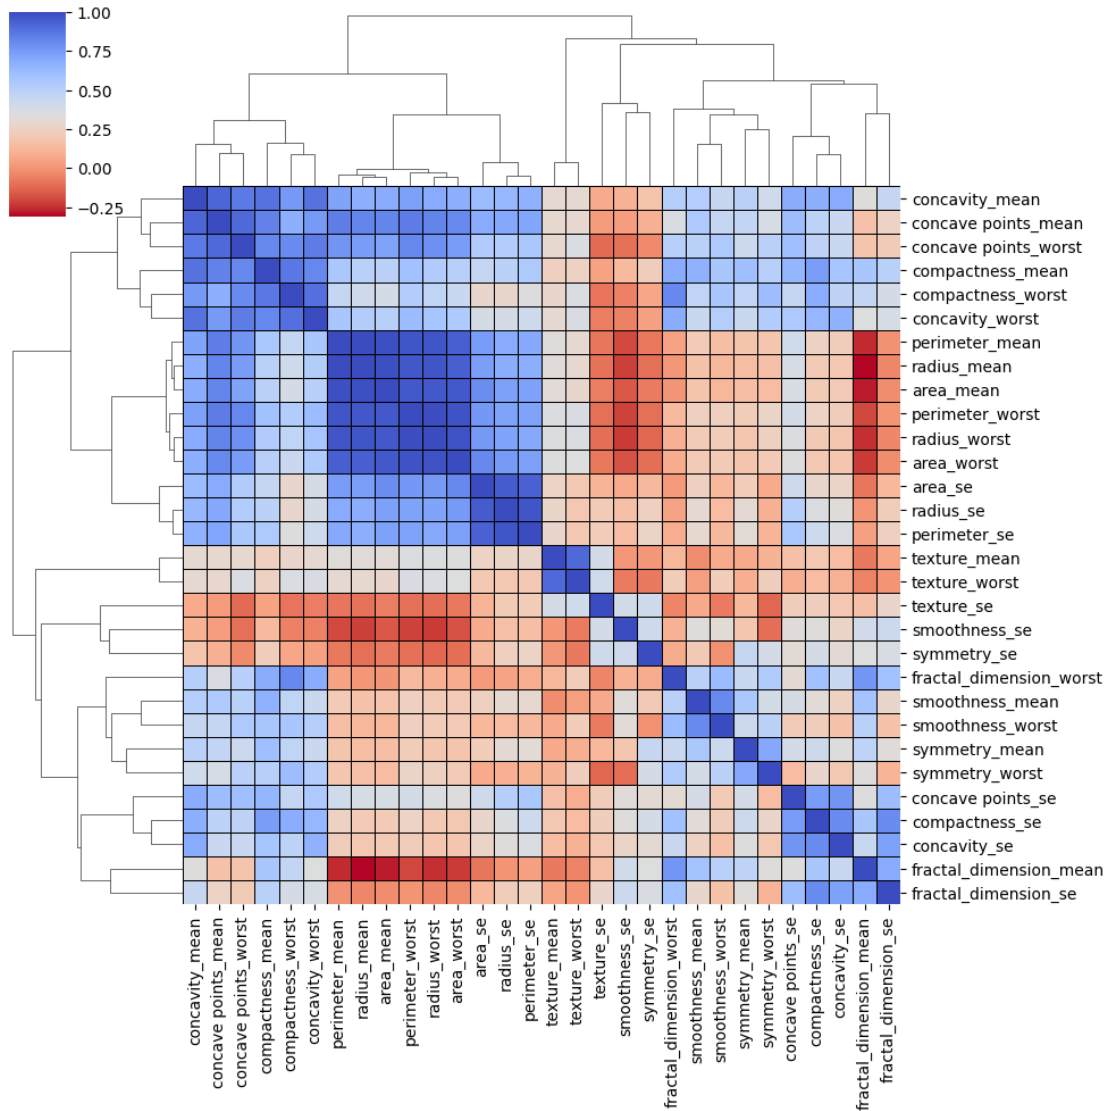 1.00
0.75
0.50
0.25
0.00
−0.25
concavity_mean
concave points_mean
concave points_worst
compactness_mean
compactness_worst
concavity_worst
perimeter_mean
radius_mean
area_mean
perimeter_worst
radius_worst
area_worst
area_se
radius_se
perimeter_se
texture_mean
texture_worst
texture_se
smoothness_se
symmetry_se
fractal_dimension_worst
smoothness_mean
smoothness_worst
symmetry_mean
symmetry_worst
concave points_se
compactness_se
concavity_se
fractal_dimension_mean
fractal_dimension_se
concavity_mean
concave points_mean
concave points_worst
compactness_mean
compactness_worst
concavity_worst
perimeter_mean
radius_mean
area_mean
perimeter_worst
radius_worst
area_worst
area_se
radius_se
perimeter_se
texture_mean
texture_worst
texture_se
smoothness_se
symmetry_se
fractal_dimension_worst
smoothness_mean
smoothness_worst
symmetry_mean
symmetry_worst
concave points_se
compactness_se
concavity_se
fractal_dimension_mean
fractal_dimension_se